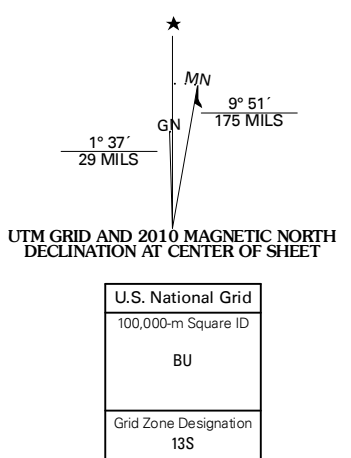 ★
MN
GN
9° 51´
175 MILS
1° 37´
29 MILS
UTM GRID AND 2010 MAGNETIC NORTH
DECLINATION AT CENTER OF SHEET
U.S. National Grid
100,000-m Square ID
BU
Grid Zone Designation
13S